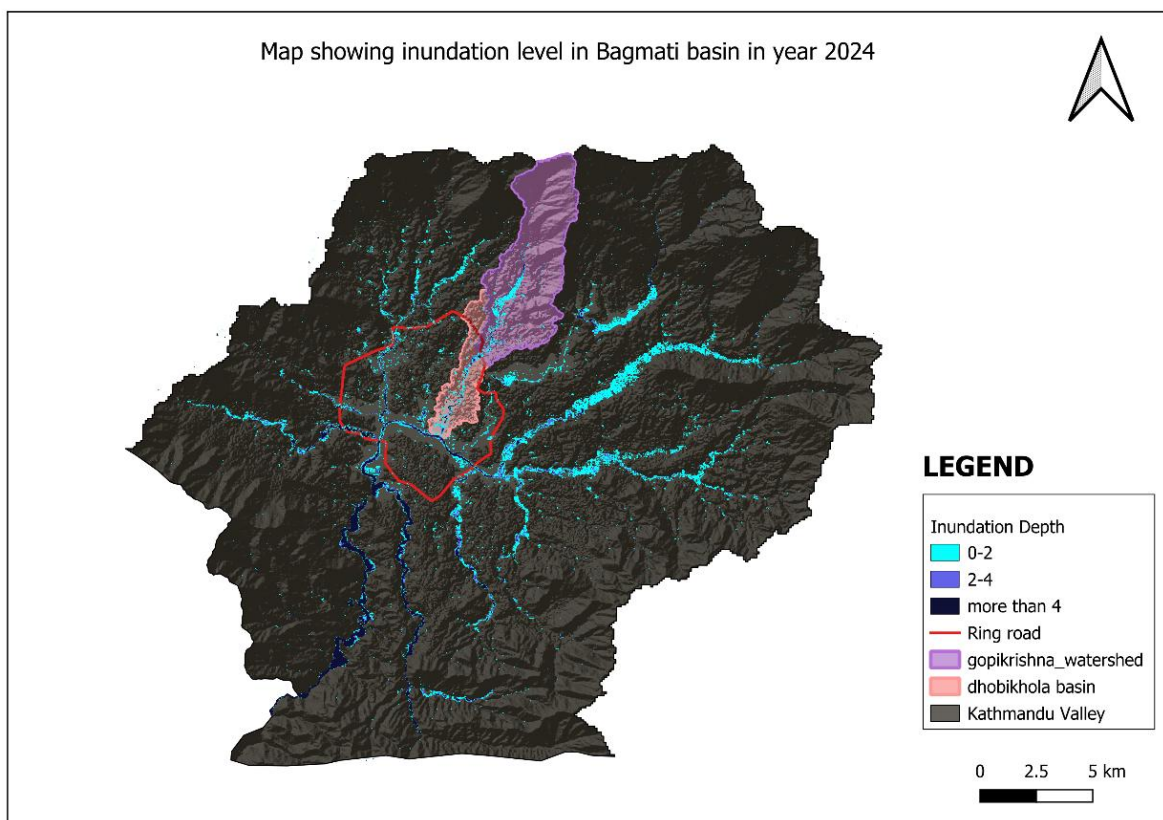 Map showing inundation level in Bagmati basin in year 2024
LEGEND
Inundation Depth
0-2
2-4
more than 4
Ring road
gopikrishna_watershed
dhobikhola basin
Kathmandu Valley
0 2.5 5 km